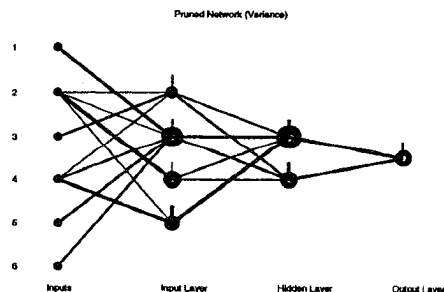 Pruned Network (Variance)
1
2
3
4
5
6
Inputs
Input Layer
Hidden Layer
Output Layer